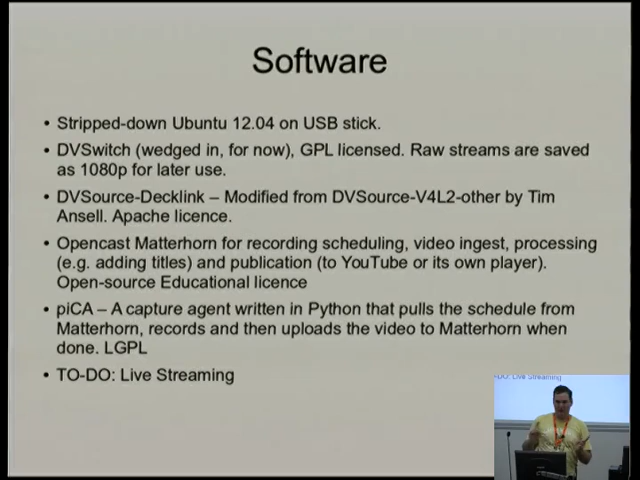 Software
• Stripped-down Ubuntu 12.04 on USB stick.
• DVSwitch (wedged in, for now), GPL licensed. Raw streams are saved
as 1080p for later use.
• DVSource-Decklink – Modified from DVSource-V4L2-other by Tim
Ansell. Apache licence.
• Opencast Matterhorn for recording scheduling, video ingest, processing
(e.g. adding titles) and publication (to YouTube or its own player).
Open-source Educational licence
• piCA – A capture agent written in Python that pulls the schedule from
Matterhorn, records and then uploads the video to Matterhorn when
done. LGPL
• TO-DO: Live Streaming
DO: Live Streaming